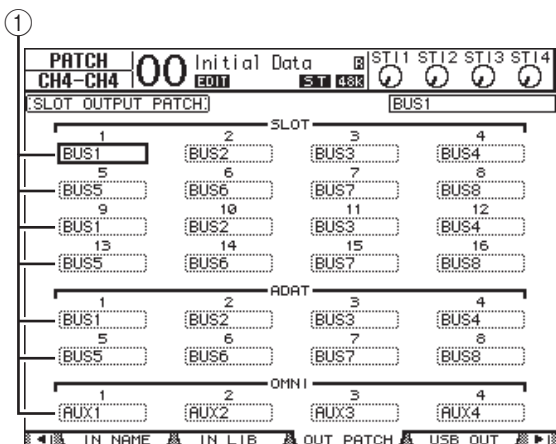 1
PATCH
CH4-CH4
00 Initial Data R
EDIT ST 48K
STI1 STI2 STI3 STI4
SLOT OUTPUT PATCH
BUS1
SLOT
1 2 3 4
BUS1 BUS2 BUS3 BUS4
5 6 7 8
BUS5 BUS6 BUS7 BUS8
9 10 11 12
BUS1 BUS2 BUS3 BUS4
13 14 15 16
BUS5 BUS6 BUS7 BUS8
ADAT
1 2 3 4
BUS1 BUS2 BUS3 BUS4
5 6 7 8
BUS5 BUS6 BUS7 BUS8
OMNI
1 2 3 4
AUX1 AUX2 AUX3 AUX4
IN NAME IN LIB OUT PATCH USB OUT